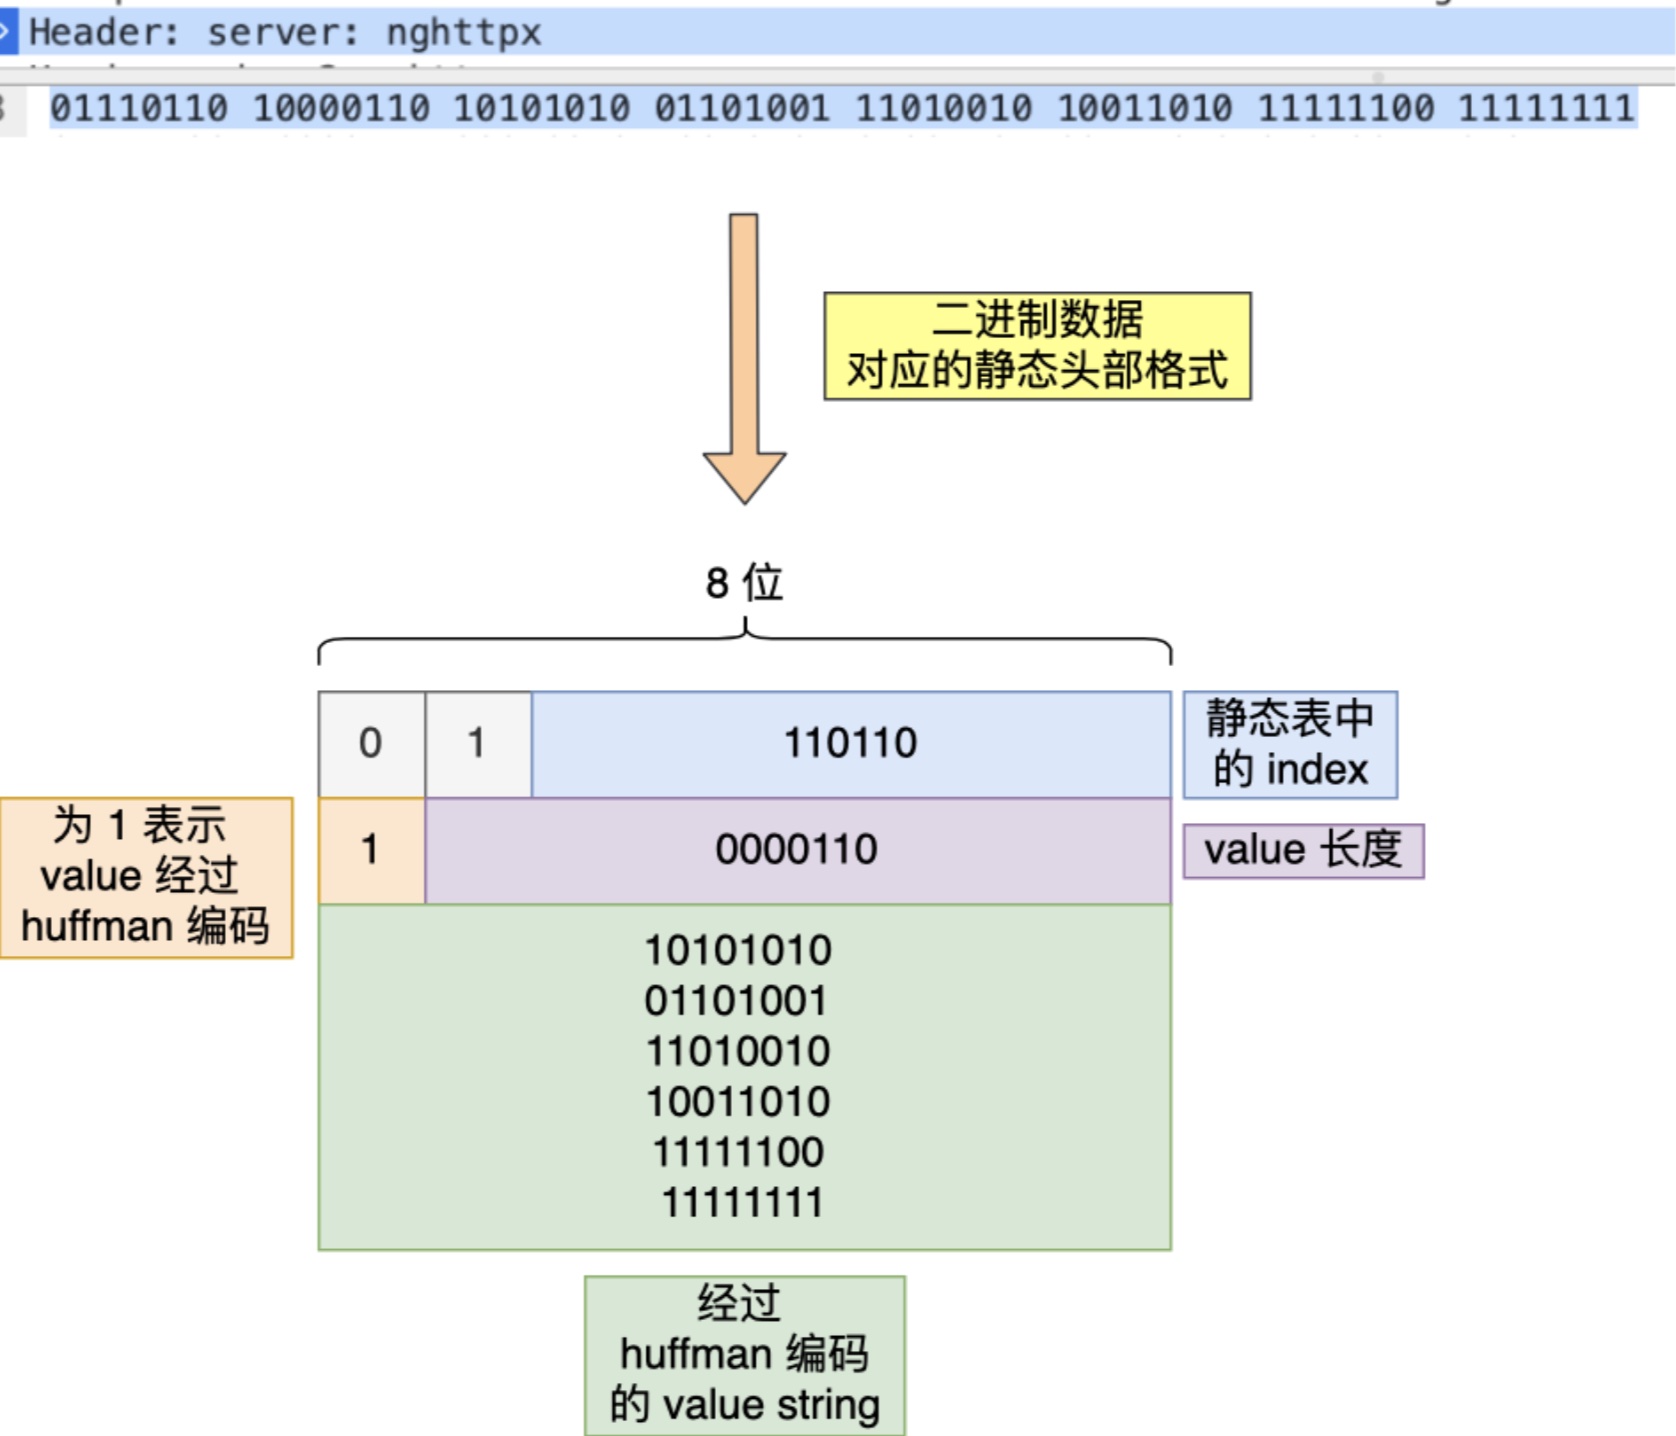 Header: server: nghttpx
01110110 10000110 10101010 01101001 11010010 10011010 11111100 11111111
二进制数据
对应的静态头部格式
8 位
0 1 110110
静态表中
的 index
为 1 表示
value 经过
huffman 编码
1 0000110
value 长度
10101010
01101001
11010010
10011010
11111100
11111111
经过
huffman 编码
的 value string